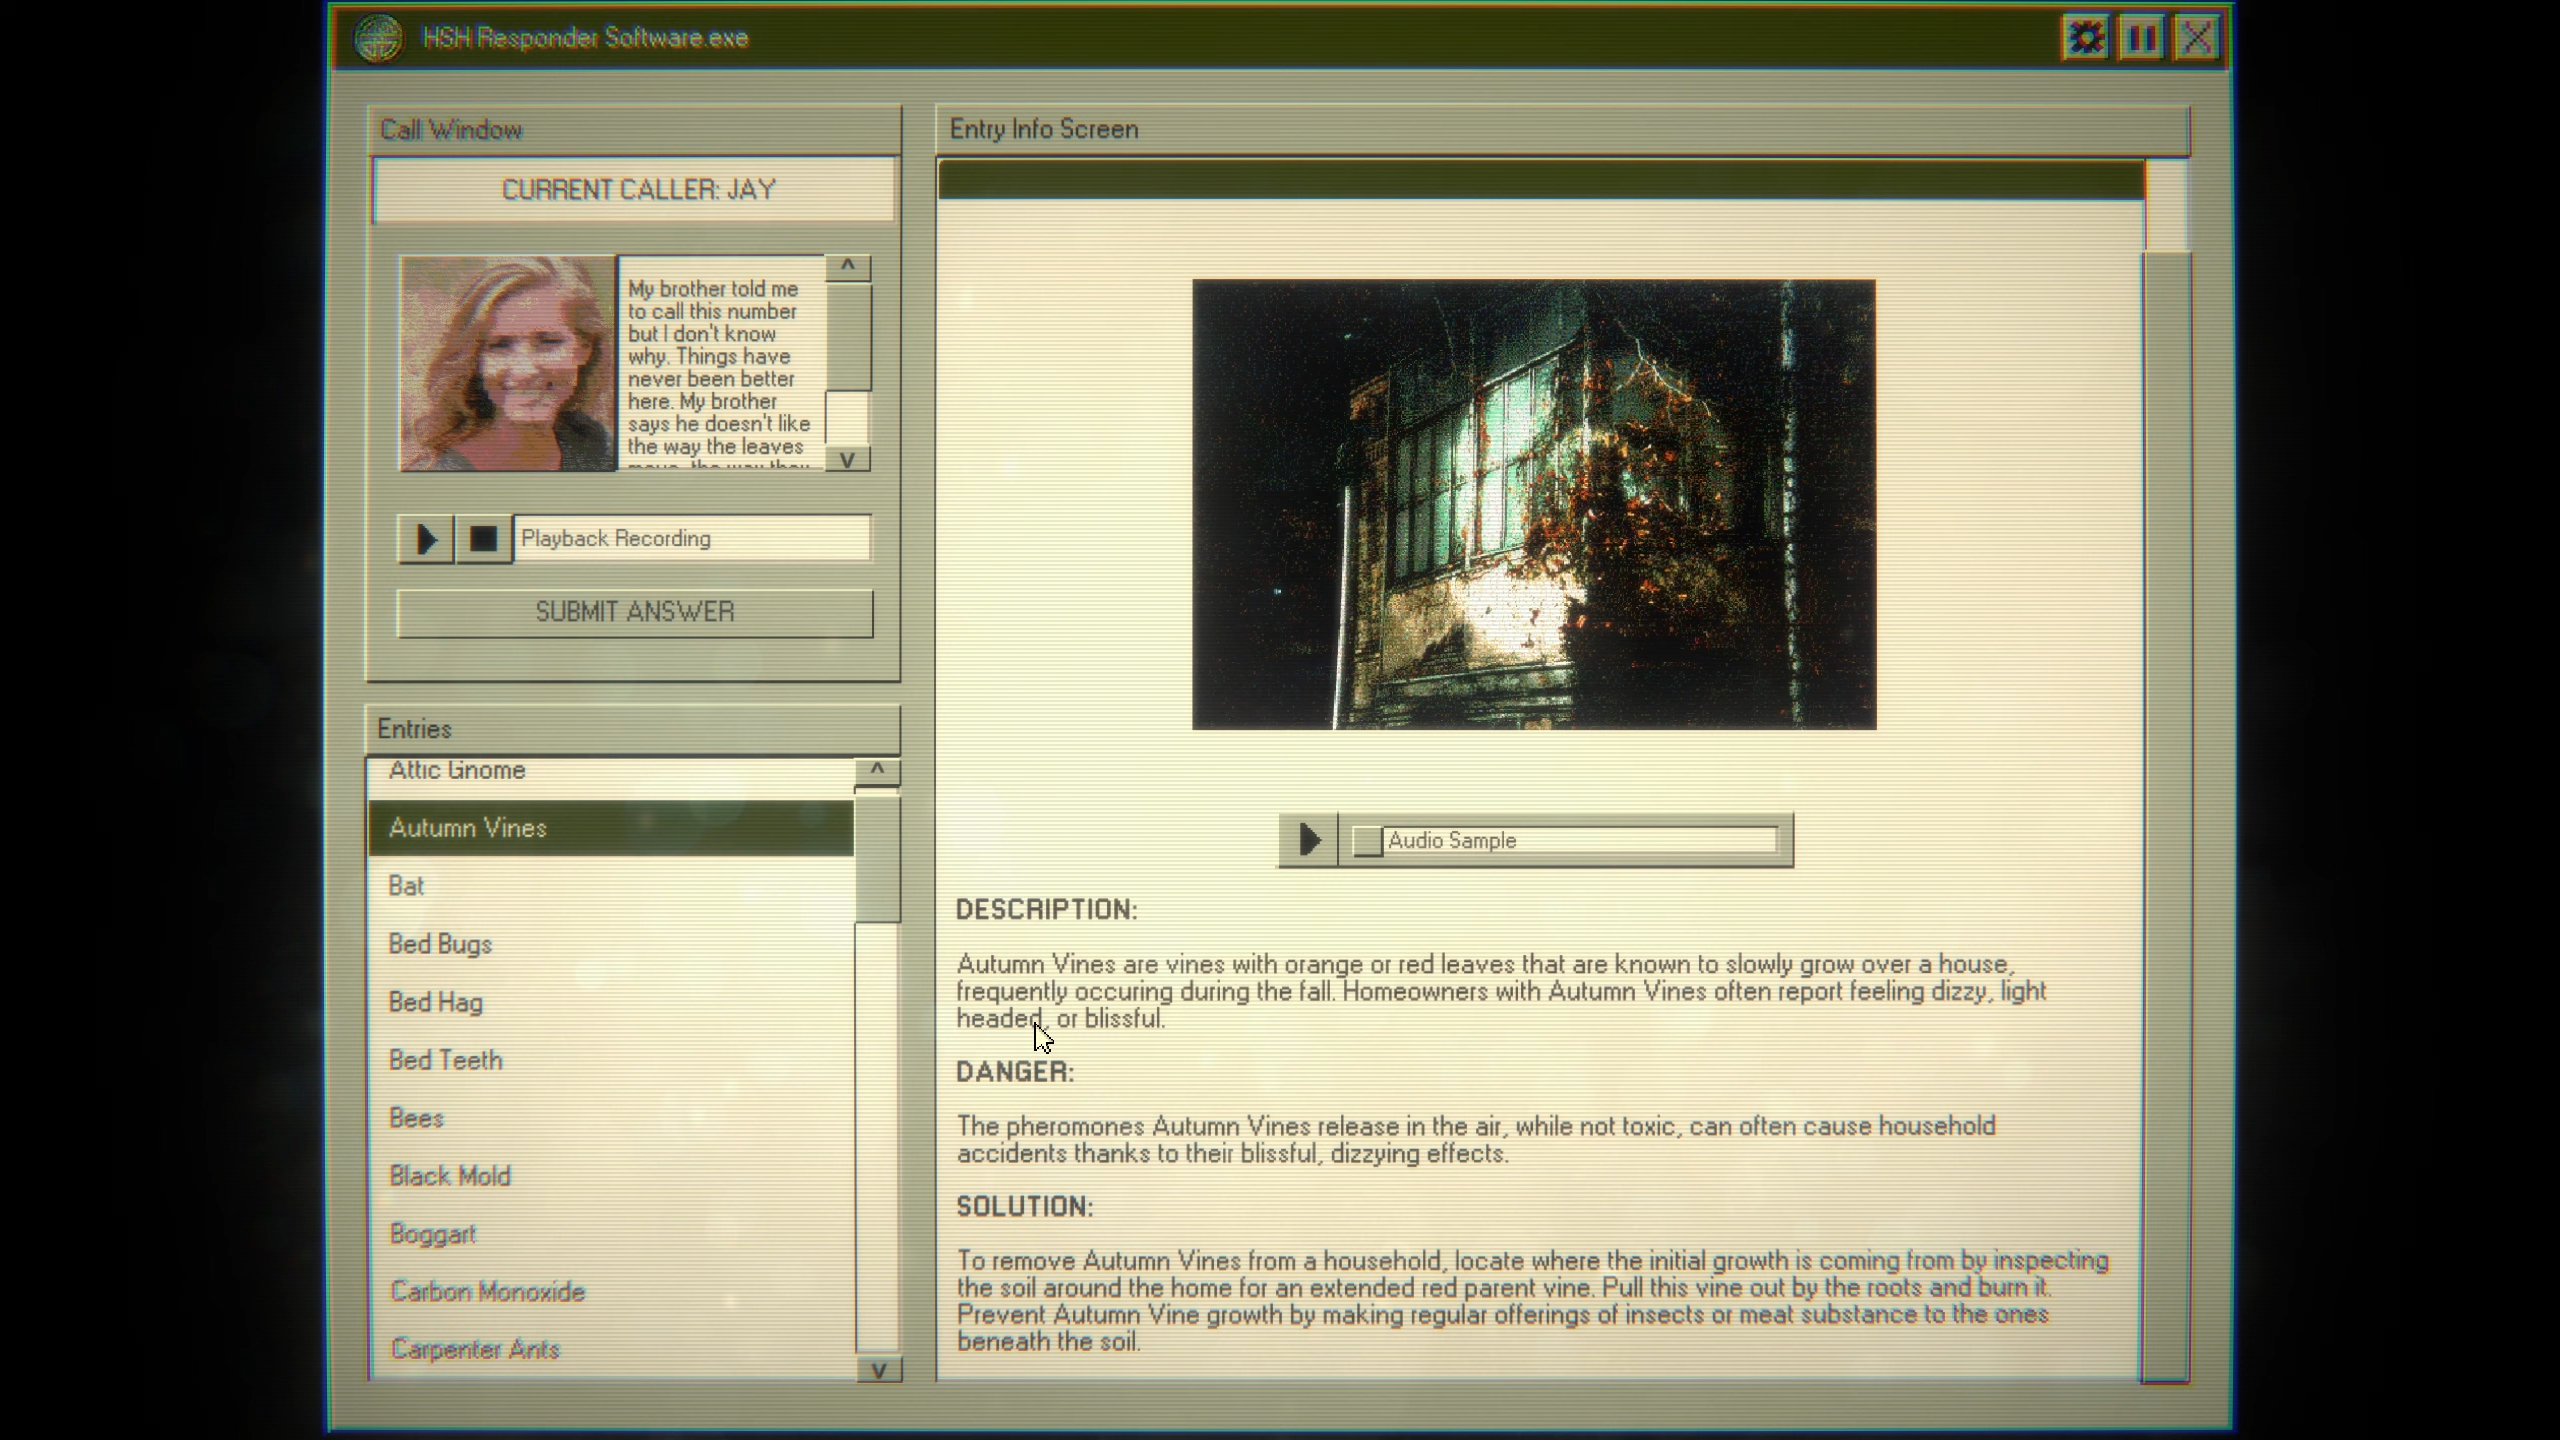 HSH Responder Software.exe
Call Window
CURRENT CALLER: JAY
My brother told me
to call this number
but I don't know
why. Things have
never been better
here. My brother
says he doesn't like
the way the leaves
Playback Recording
SUBMIT ANSWER
Entries
Attic Gnome
Autumn Vines
Bat
Bed Bugs
Bed Hag
Bed Teeth
Bees
Black Mold
Boggart
Carbon Monoxide
Carpenter Ants
Entry Info Screen
Audio Sample
DESCRIPTION:
Autumn Vines are vines with orange or red leaves that are known to slowly grow over a house,
frequently occuring during the fall. Homeowners with Autumn Vines often report feeling dizzy, light
headed, or blissful.
DANGER:
The pheromones Autumn Vines release in the air, while not toxic, can often cause household
accidents thanks to their blissful, dizzying effects.
SOLUTION:
To remove Autumn Vines from a household, locate where the initial growth is coming from by inspecting
the soil around the home for an extended red parent vine. Pull this vine out by the roots and burn it.
Prevent Autumn Vine growth by making regular offerings of insects or meat substance to the ones
beneath the soil.